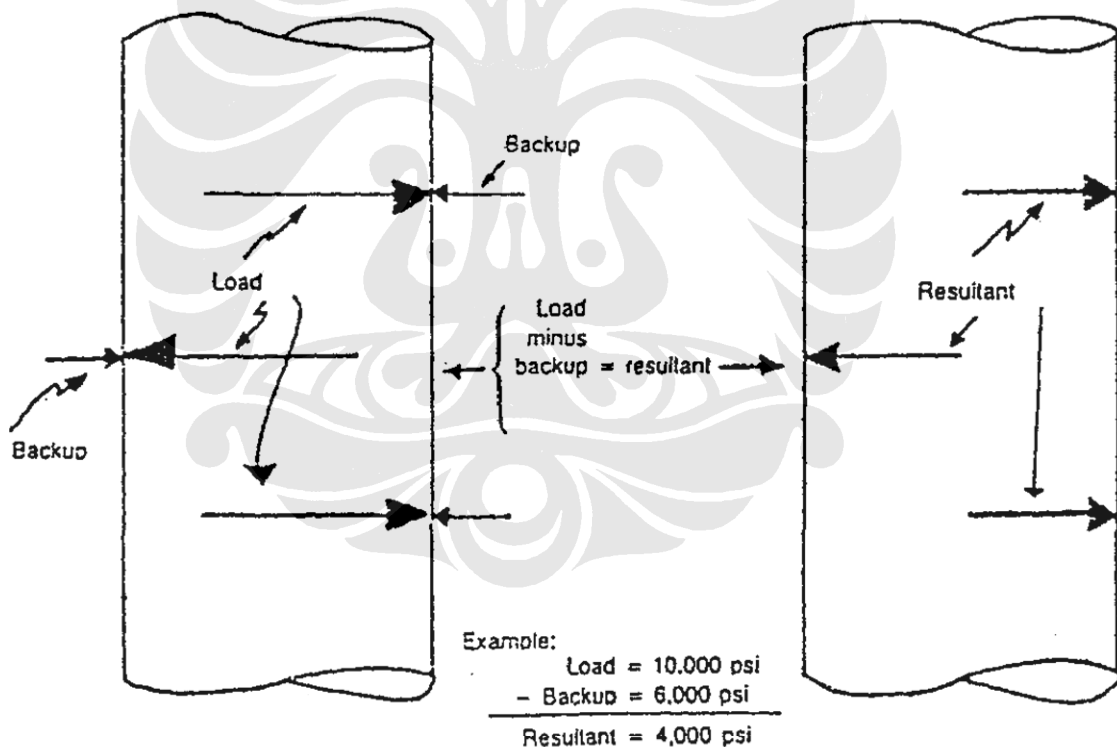 Backup
Load
Load
minus
backup = resultant
Resultant
Backup
Example:
Load = 10.000 psi
– Backup = 6,000 psi
Resultant = 4,000 psi